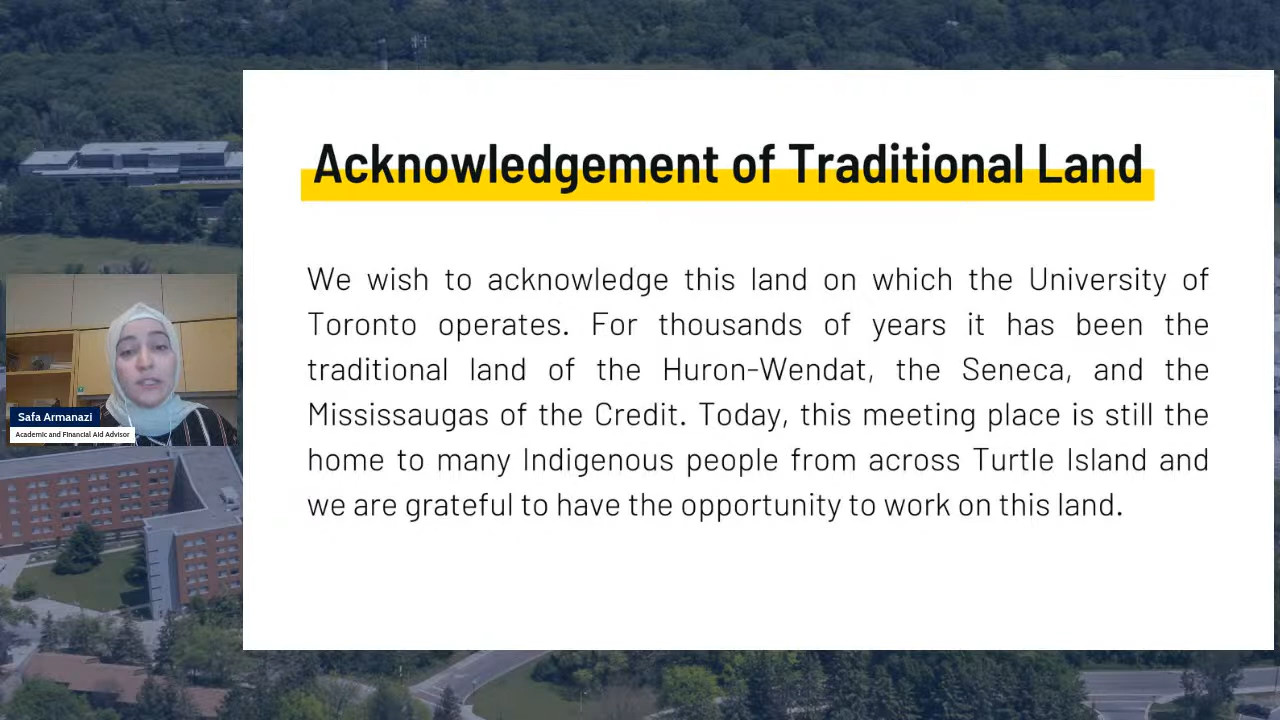 Acknowledgement of Traditional Land
We wish to acknowledge this land on which the University of
Toronto operates. For thousands of years it has been the
traditional land of the Huron-Wendat, the Seneca, and the
Mississaugas of the Credit. Today, this meeting place is still the
home to many Indigenous people from across Turtle Island and
we are grateful to have the opportunity to work on this land.
Safa Armanazi
Academic and Financial Aid Advisor